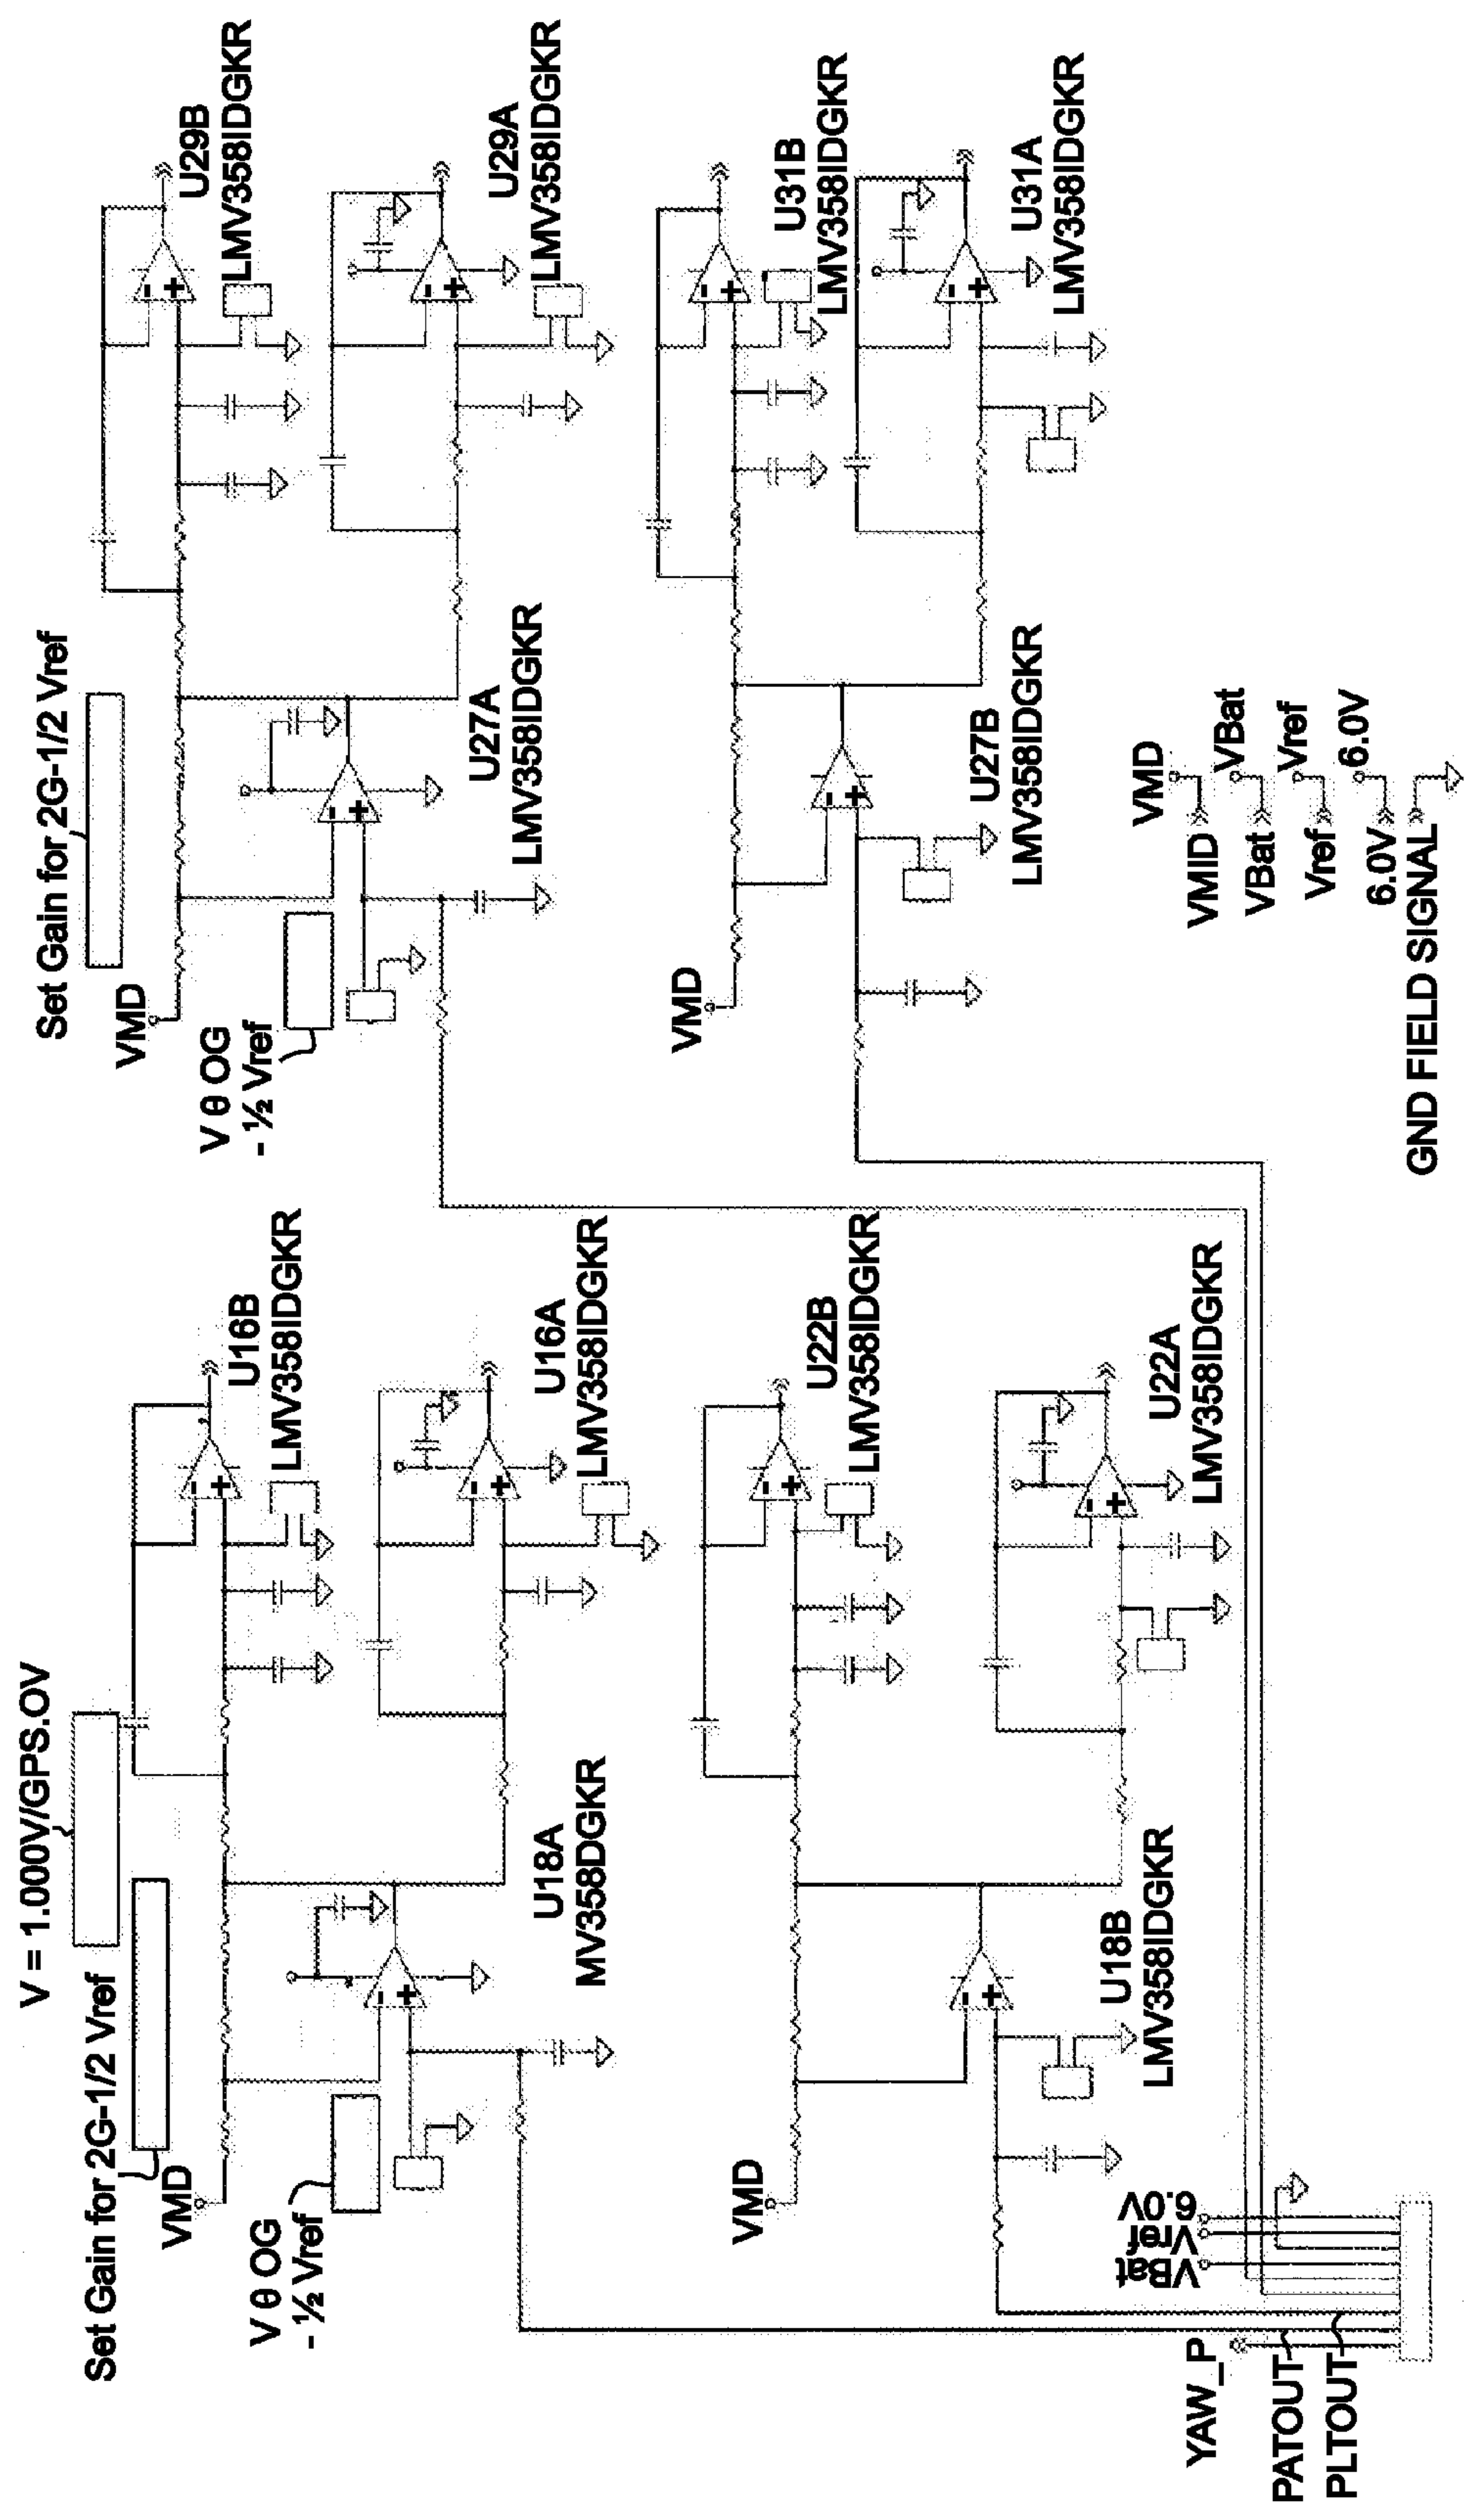 V = 1.000V/GPS.OV
Set Gain for 2G-1/2 Vref
VMD
V θ OG
- ½ Vref
U16B
LMV358IDGKR
U16A
LMV358IDGKR
U18A
MV358DGKR
VMD
U22B
LMV358IDGKR
U22A
LMV358IDGKR
U18B
LMV358IDGKR
YAW_P
PATOUT
PLTOUT
VBat
Vref
6.0V
Set Gain for 2G-1/2 Vref
VMD
V θ OG
- ½ Vref
U29B
LMV358IDGKR
U29A
LMV358IDGKR
U27A
LMV358IDGKR
VMD
U31B
LMV358IDGKR
U31A
LMV358IDGKR
U27B
LMV358IDGKR
VMID
VMD
VBat
VBat
Vref
Vref
6.0V
6.0V
GND FIELD SIGNAL